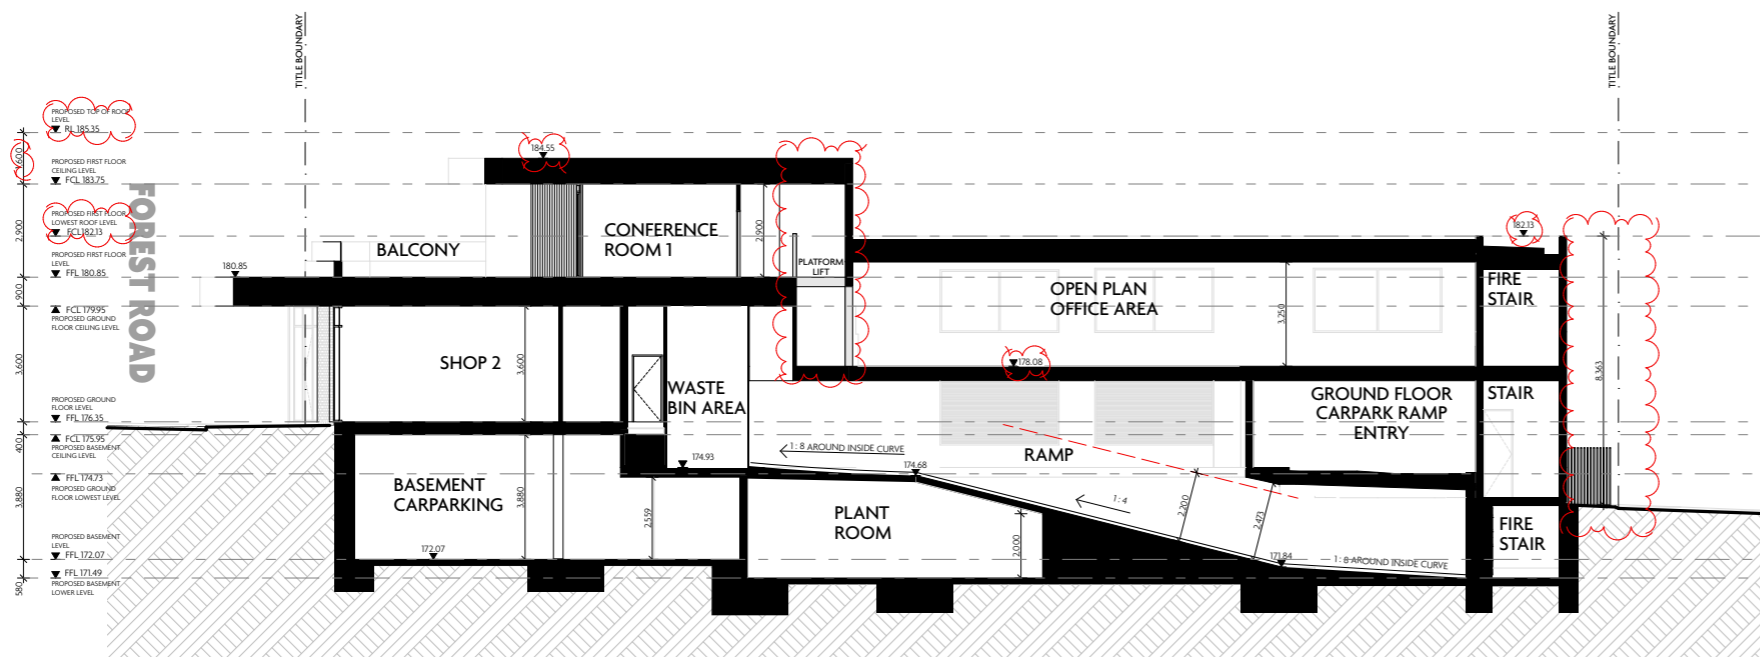 TITLE BOUNDARY
TITLE BOUNDARY
PROPOSED TOP OF ROOF
LEVEL
RL 185.35
1,600
PROPOSED FIRST FLOOR
CEILING LEVEL
FCL 183.75
2,900
PROPOSED FIRST FLOOR
LOWEST ROOF LEVEL
FCL182.13
PROPOSED FIRST FLOOR
LEVEL
FFL 180.85
900
FCL 179.95
PROPOSED GROUND
FLOOR CEILING LEVEL
3,600
PROPOSED GROUND
FLOOR LEVEL
FFL 176.35
400
FCL 175.95
PROPOSED BASEMENT
CEILING LEVEL
FFL 174.73
PROPOSED GROUND
FLOOR LOWEST LEVEL
3,880
PROPOSED BASEMENT
LEVEL
FFL 172.07
580
FFL 171.49
PROPOSED BASEMENT
LOWER LEVEL
FOREST ROAD
184.55
BALCONY
CONFERENCE
ROOM 1
2,900
PLATFORM
LIFT
180.85
182.13
OPEN PLAN
OFFICE AREA
3,250
FIRE
STAIR
8,363
SHOP 2
3,600
WASTE
BIN AREA
178.08
GROUND FLOOR
CARPARK RAMP
ENTRY
STAIR
1 : 8 AROUND INSIDE CURVE
RAMP
174.93
174.68
BASEMENT
CARPARKING
3,880
2,559
PLANT
ROOM
2,000
1 : 4
2,200
2,473
171.84
1 : 8 AROUND INSIDE CURVE
FIRE
STAIR
172.07